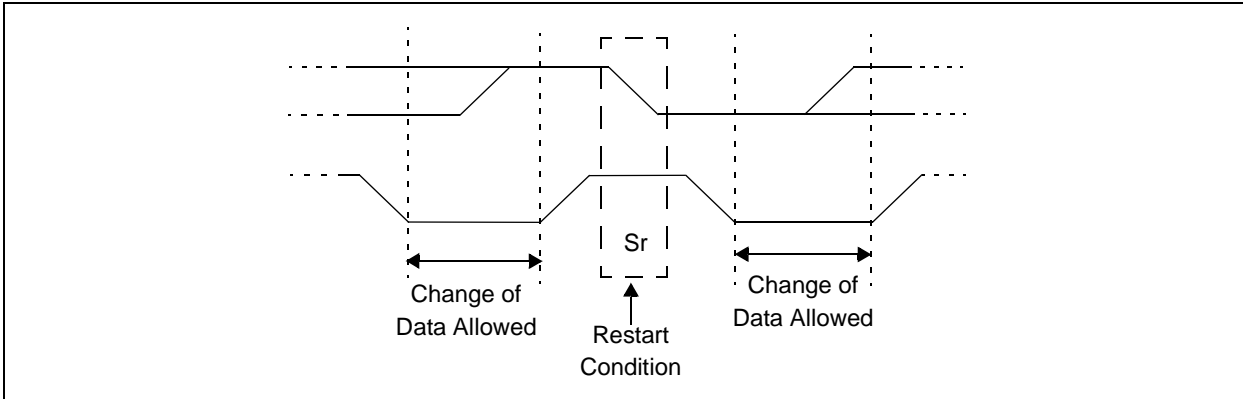 Sr
Change of
Data Allowed
Restart
Condition
Change of
Data Allowed